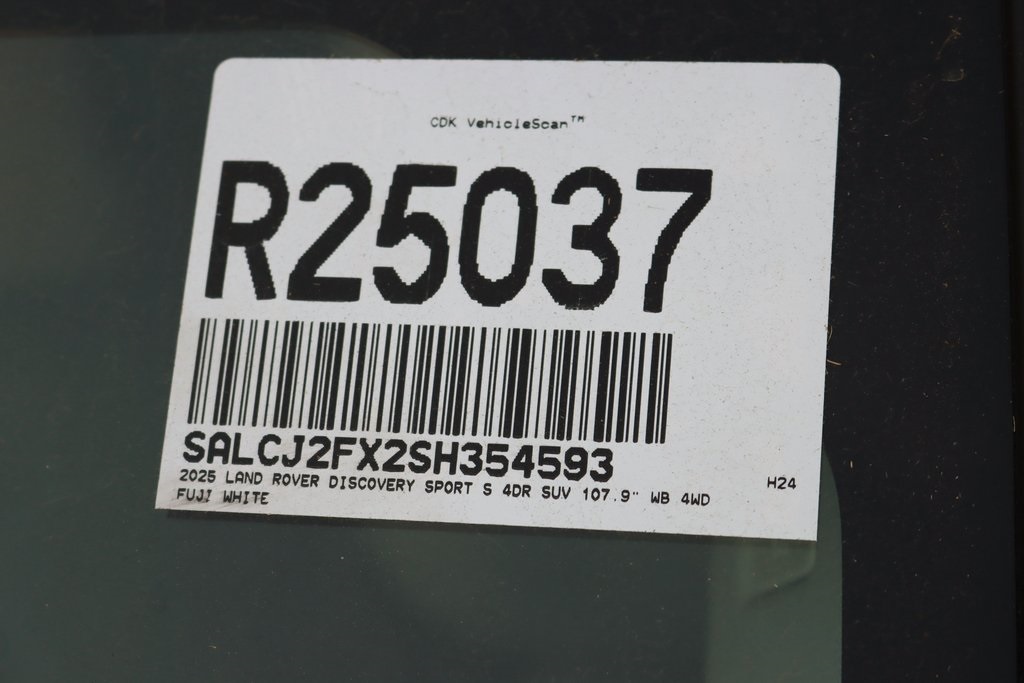 CDK VehicleScan™
R25037
SALCJ2FX2SH354593
2025 LAND ROVER DISCOVERY SPORT S 4DR SUV 107.9" WB 4WD
FUJI WHITE
H24